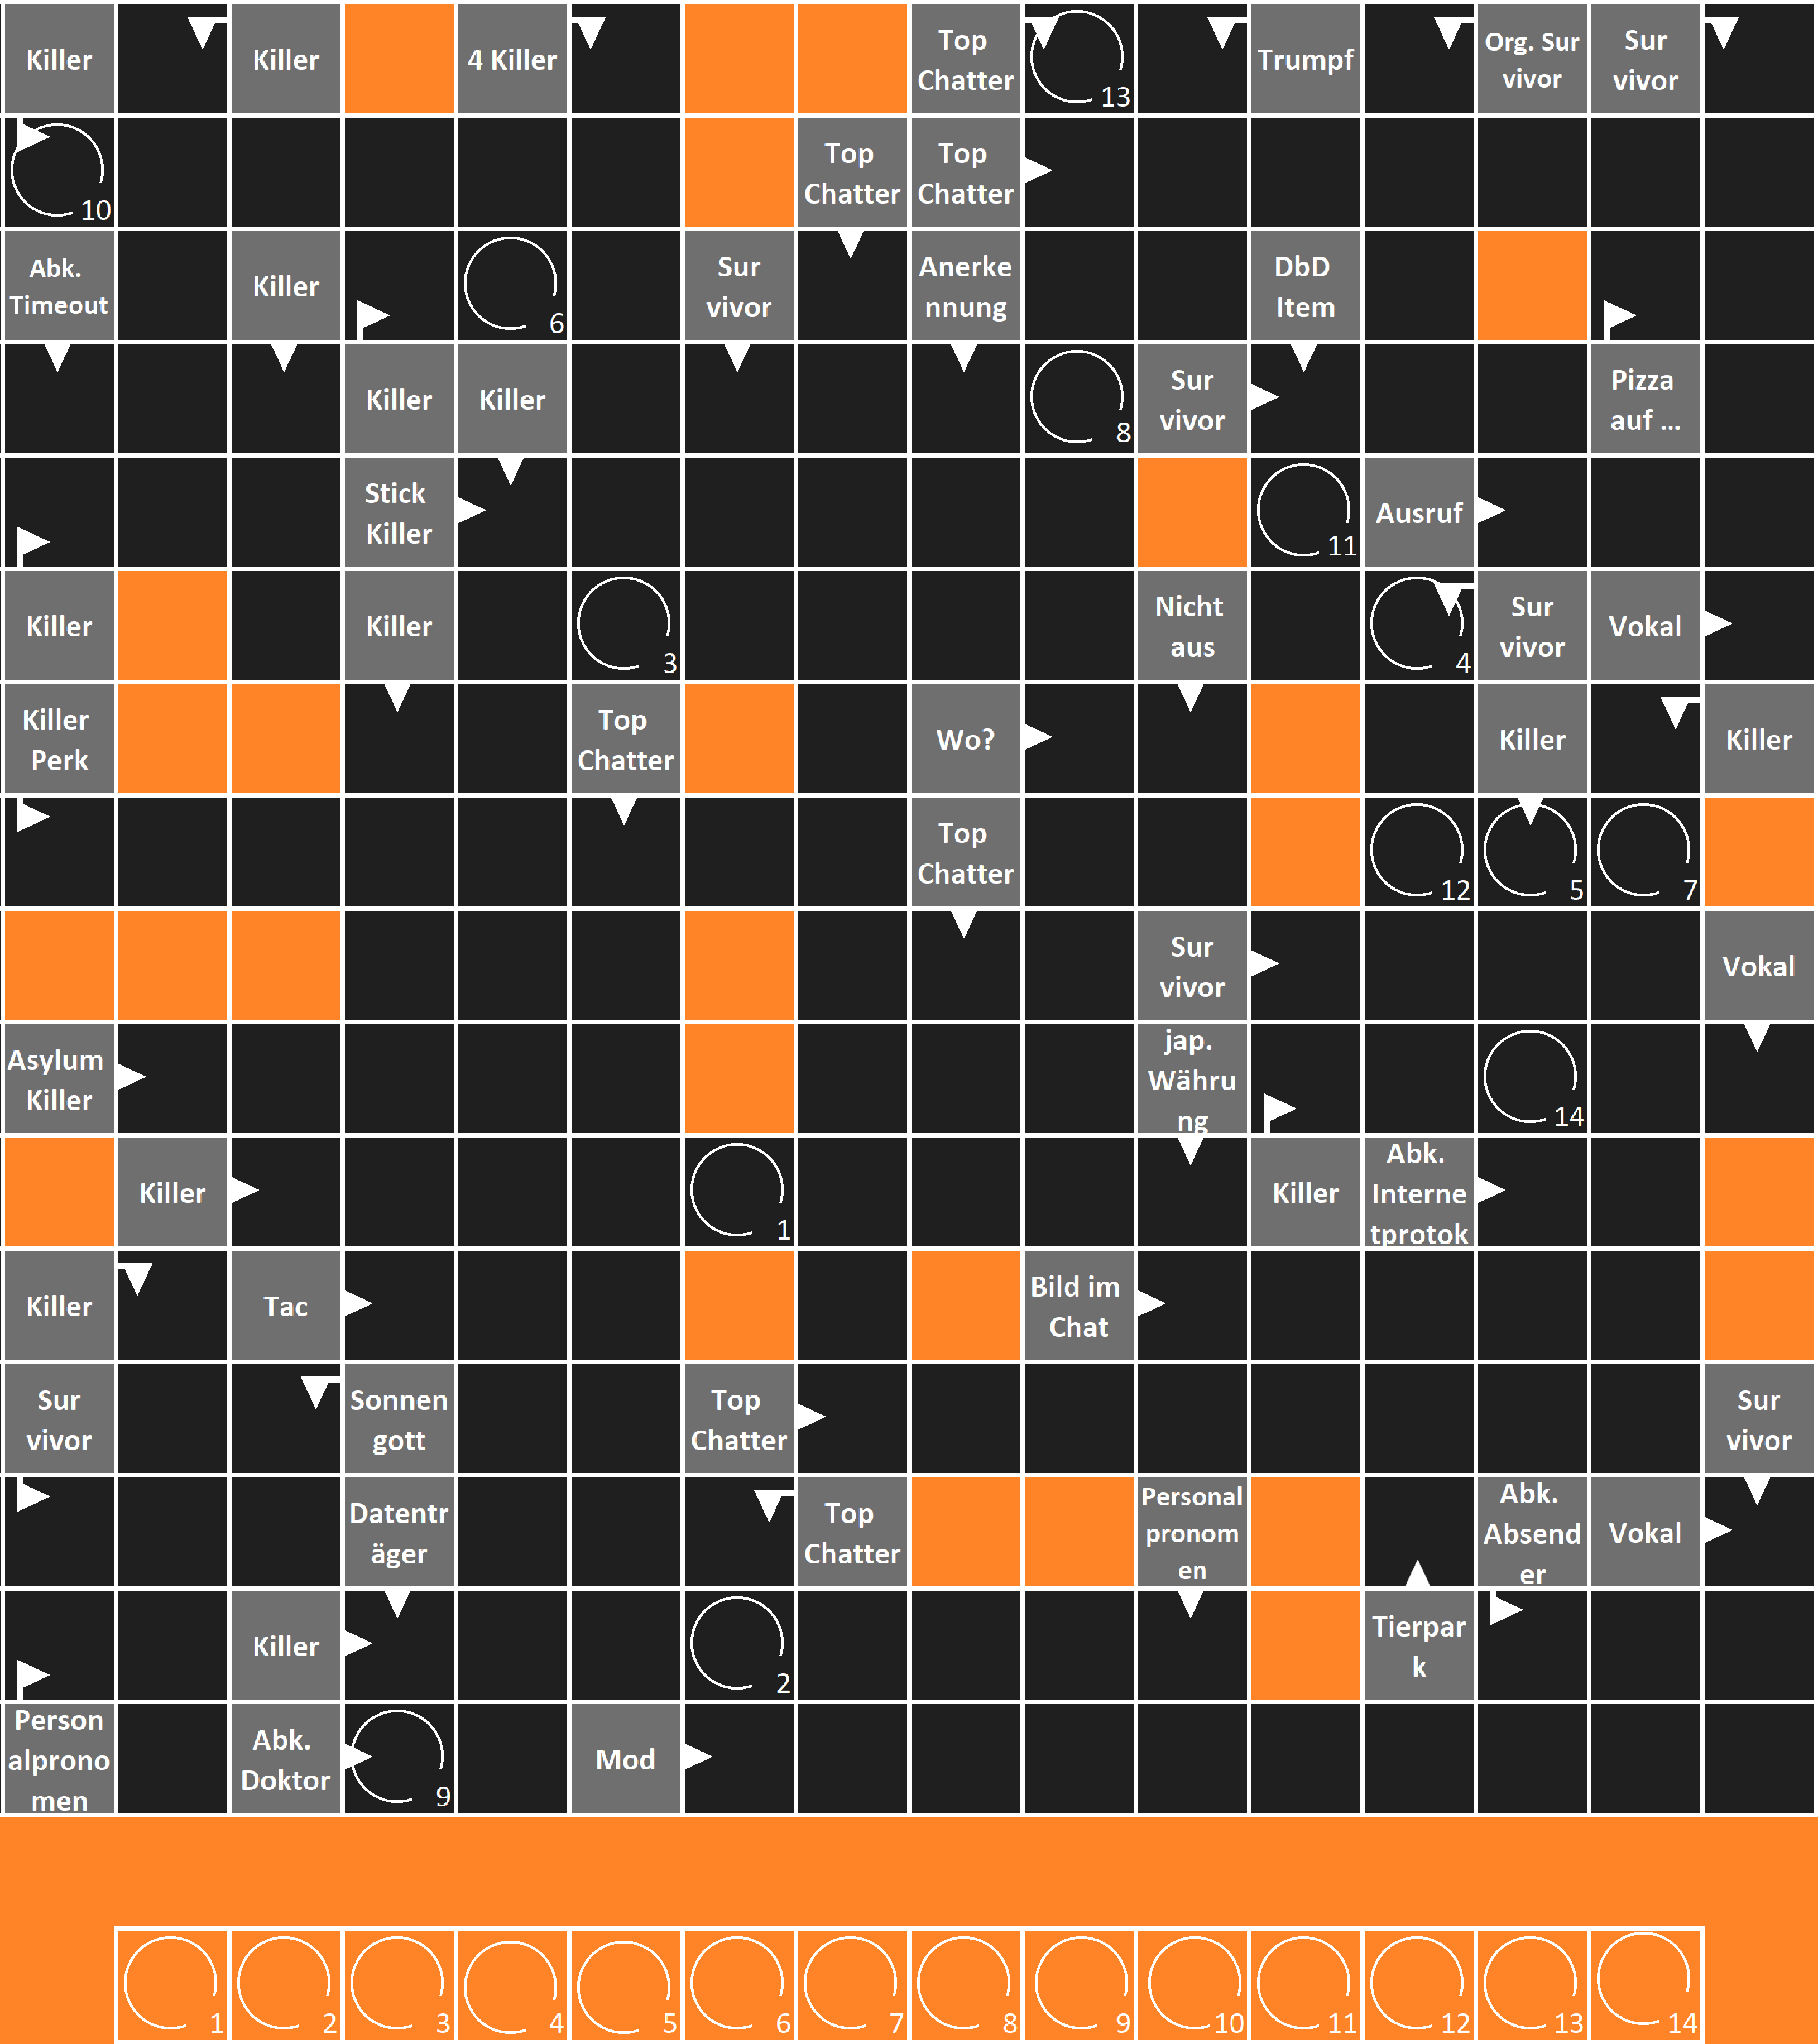 Killer
Killer
4 Killer
Top
Chatter
13
Trumpf
Org. Sur
vivor
Sur
vivor
10
Top
Chatter
Top
Chatter
Abk.
Timeout
Killer
6
Sur
vivor
Anerke
nnung
DbD
Item
Killer
Killer
8
Sur
vivor
Pizza
auf ...
Stick
Killer
11
Ausruf
Killer
Killer
3
Nicht
aus
4
Sur
vivor
Vokal
Killer
Perk
Top
Chatter
Wo?
Killer
Killer
Top
Chatter
12
5
7
Sur
vivor
Vokal
Asylum
Killer
jap.
Währu
ng
14
Killer
1
Killer
Abk.
Interne
tprotok
Killer
Tac
Bild im
Chat
Sur
vivor
Sonnen
gott
Top
Chatter
Sur
vivor
Datentr
äger
Top
Chatter
Personal
pronom
en
Abk.
Absend
er
Vokal
Killer
2
Tierpar
k
Person
alprono
men
Abk.
Doktor
9
Mod
1
2
3
4
5
6
7
8
9
10
11
12
13
14